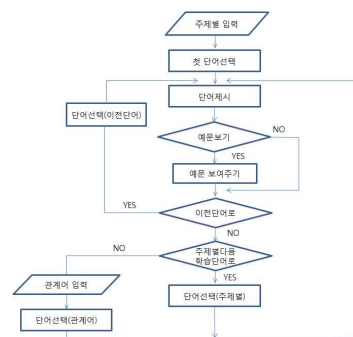 주제별 입력
첫 단어선택
단어제시
단어선택(이전단어)
예문보기
NO
YES
예문 보여주기
YES
이전단어로
NO
NO
주제별다음
학습단어로
YES
관계어 입력
단어선택(주제별)
단어선택(관계어)